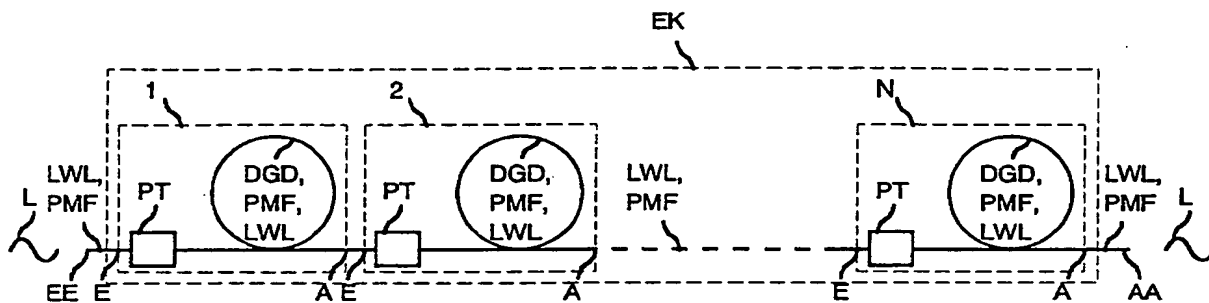 EK
1
2
N
LWL,
PMF
L
PT
DGD,
PMF,
LWL
PT
DGD,
PMF,
LWL
LWL,
PMF
PT
DGD,
PMF,
LWL
LWL,
PMF
L
EE
E
A
E
A
E
A
AA